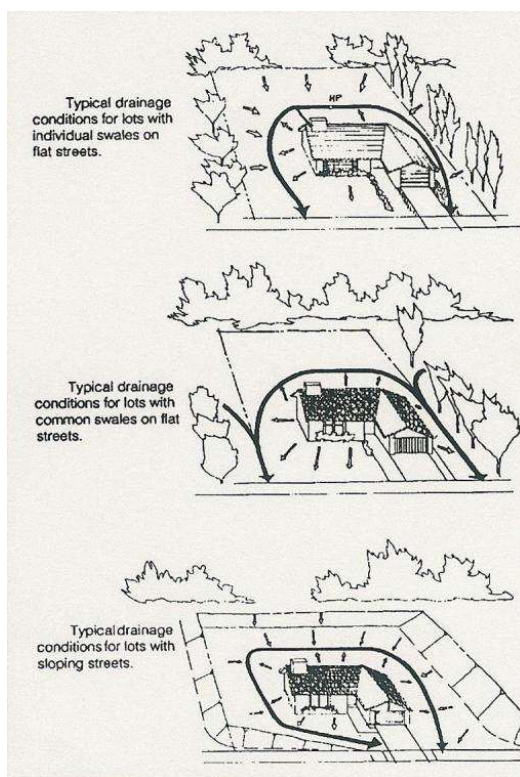 Typical drainage
conditions for lots with
individual swales on
flat streets.
HP
Typical drainage
conditions for lots with
common swales on flat
streets.
Typical drainage
conditions for lots with
sloping streets.